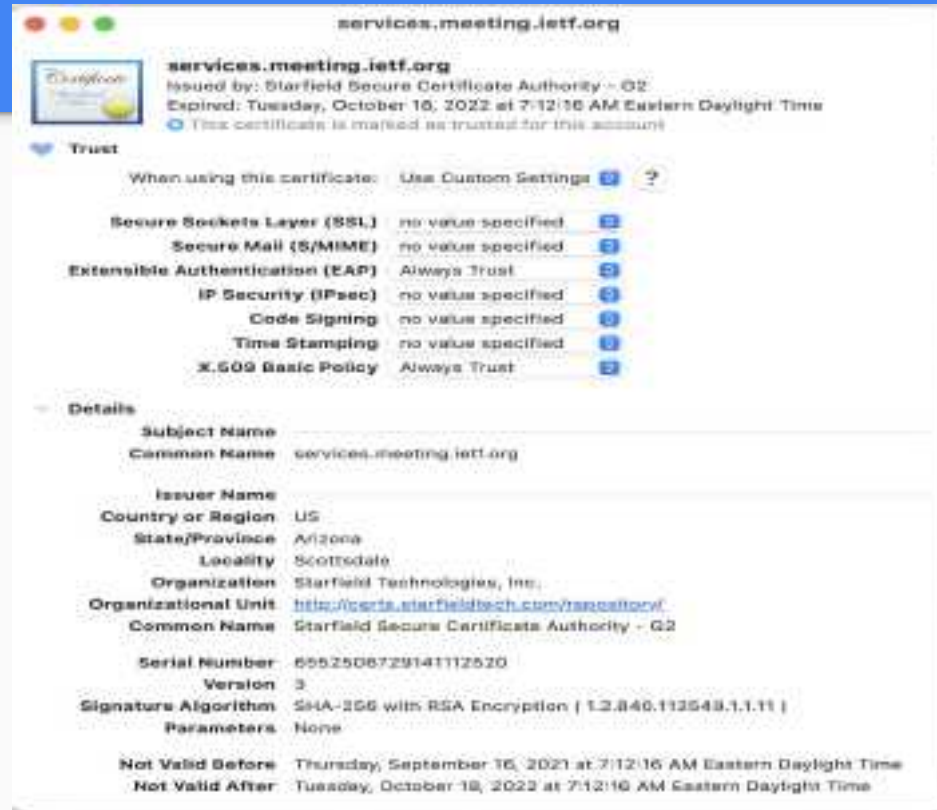 services.meeting.ietf.org
Certificate
services.meeting.ietf.org
Issued by: Starfield Secure Certificate Authority - G2
Expired: Tuesday, October 18, 2022 at 7:12:16 AM Eastern Daylight Time
This certificate is marked as trusted for this account
Trust
When using this certificate: Use Custom Settings ?
Secure Sockets Layer (SSL) no value specified
Secure Mail (S/MIME) no value specified
Extensible Authentication (EAP) Always Trust
IP Security (IPsec) no value specified
Code Signing no value specified
Time Stamping no value specified
X.509 Basic Policy Always Trust
Details
Subject Name
Common Name services.meeting.ietf.org
Issuer Name
Country or Region US
State/Province Arizona
Locality Scottsdale
Organization Starfield Technologies, Inc.
Organizational Unit http://certs.starfieldtech.com/repository/
Common Name Starfield Secure Certificate Authority - G2
Serial Number
Version 3
Signature Algorithm SHA-256 with RSA Encryption ( 1.2.840.113549.1.1.11 )
Parameters None
Not Valid Before Thursday, September 16, 2021 at 7:12:16 AM Eastern Daylight Time
Not Valid After Tuesday, October 18, 2022 at 7:12:16 AM Eastern Daylight Time